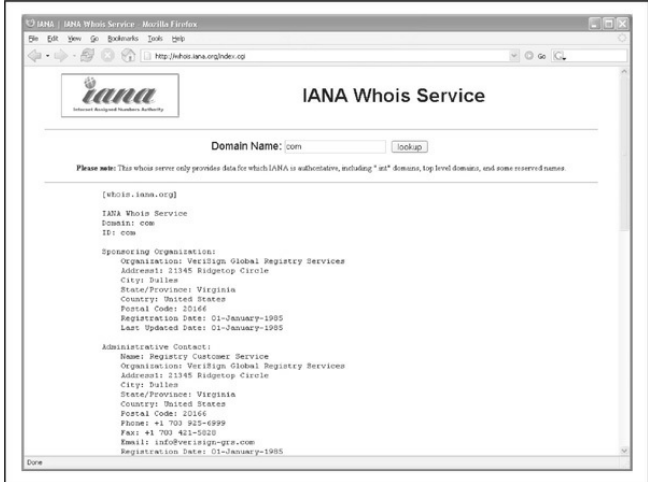 IANA | IANA Whois Service - Mozilla Firefox
File Edit View Go Bookmarks Tools Help
http://whois.iana.org/index.cgi Go
iana
Internet Assigned Numbers Authority
IANA Whois Service
Domain Name: com lookup
Please note: This whois server only provides data for which IANA is authoritative, including ".int" domains, top level domains, and some reserved names.
[whois.iana.org]
IANA Whois Service
Domain: com
ID: com
Sponsoring Organization:
Organization: VeriSign Global Registry Services
Address1: 21345 Ridgetop Circle
City: Dulles
State/Province: Virginia
Country: United States
Postal Code: 20166
Registration Date: 01-January-1985
Last Updated Date: 01-January-1985
Administrative Contact:
Name: Registry Customer Service
Organization: VeriSign Global Registry Services
Address1: 21345 Ridgetop Circle
City: Dulles
State/Province: Virginia
Country: United States
Postal Code: 20166
Phone: +1 703 925-6999
Fax: +1 703 421-5828
Email: info@verisign-grs.com
Registration Date: 01-January-1985
Done